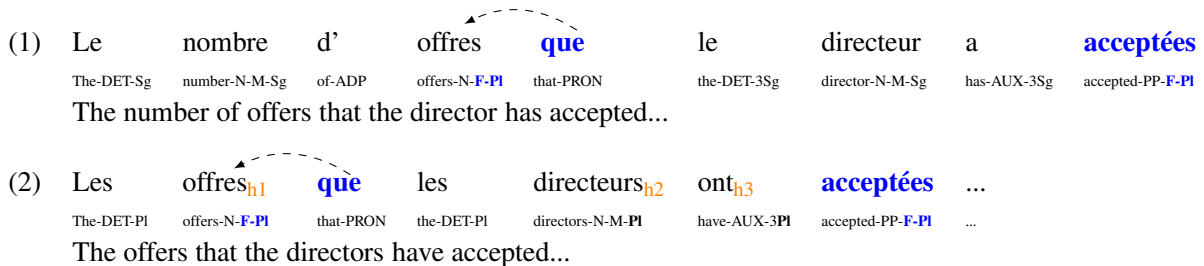 (1) Le nombre d' offres que le directeur a acceptées
The-DET-Sg number-N-M-Sg of-ADP offers-N-F-Pl that-PRON the-DET-3Sg director-N-M-Sg has-AUX-3Sg accepted-PP-F-Pl
The number of offers that the director has accepted...
(2) Les offres_h1 que les directeurs_h2 ont_h3 acceptées ...
The-DET-Pl offers-N-F-Pl that-PRON the-DET-Pl directors-N-M-Pl have-AUX-3Pl accepted-PP-F-Pl ...
The offers that the directors have accepted...